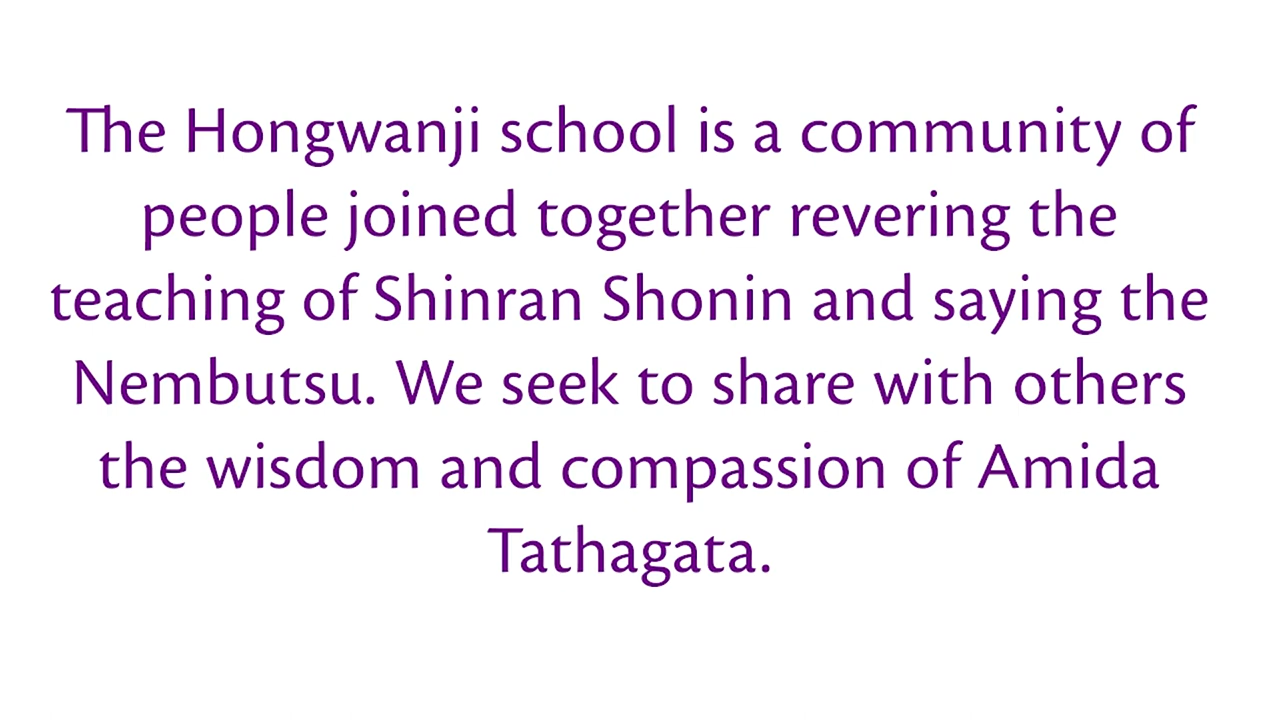 The Hongwanji school is a community of
people joined together revering the
teaching of Shinran Shonin and saying the
Nembutsu. We seek to share with others
the wisdom and compassion of Amida
Tathagata.